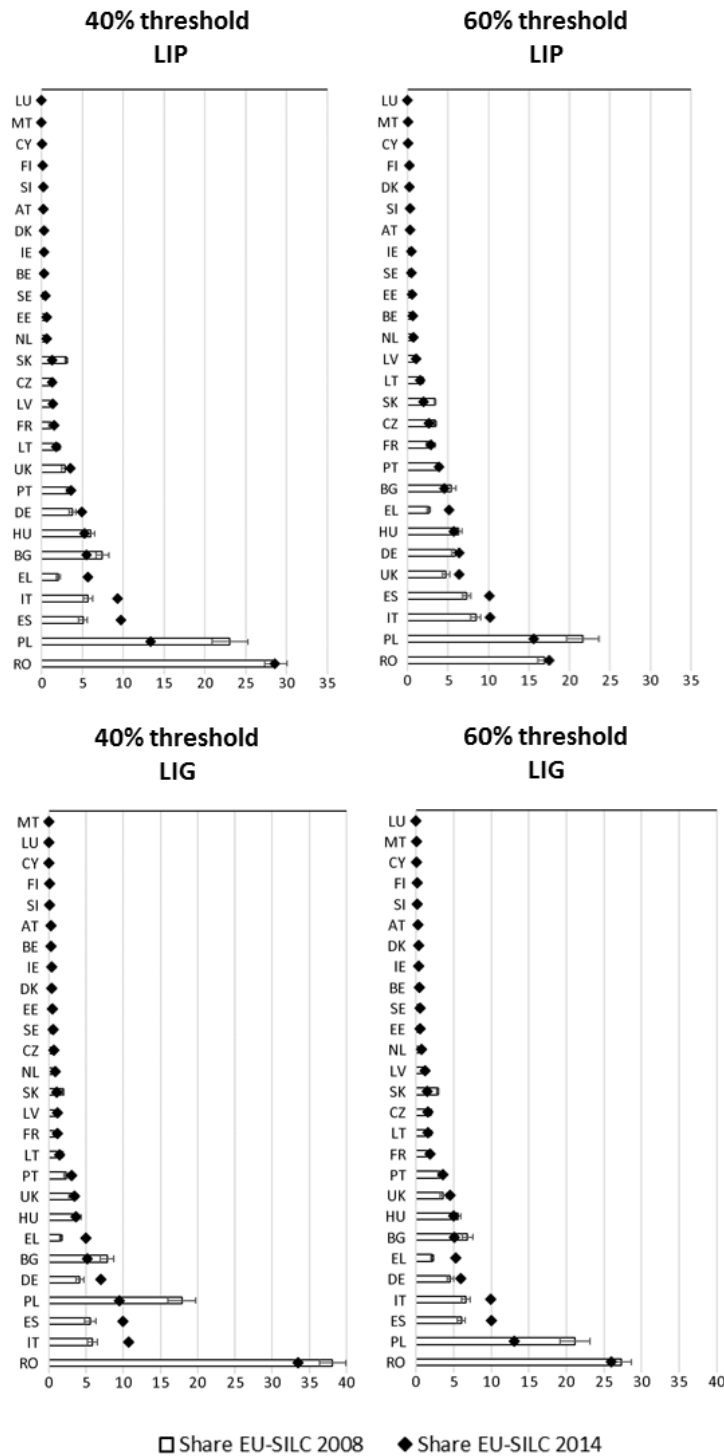 40% threshold
LIP
LU
MT
CY
FI
SI
AT
DK
IE
BE
SE
EE
NL
SK
CZ
LV
FR
LT
UK
PT
DE
HU
BG
EL
IT
ES
PL
RO
0 5 10 15 20 25 30 35
60% threshold
LIP
LU
MT
CY
FI
DK
SI
AT
IE
SE
EE
BE
NL
LV
LT
SK
CZ
FR
PT
BG
EL
HU
DE
UK
ES
IT
PL
RO
0 5 10 15 20 25 30 35
40% threshold
LIG
MT
LU
CY
FI
SI
AT
BE
IE
DK
EE
SE
CZ
NL
SK
LV
FR
LT
PT
UK
HU
EL
BG
DE
PL
ES
IT
RO
0 5 10 15 20 25 30 35 40
60% threshold
LIG
LU
MT
CY
FI
SI
AT
DK
IE
BE
SE
EE
NL
LV
SK
CZ
LT
FR
PT
UK
HU
BG
EL
DE
IT
ES
PL
RO
0 5 10 15 20 25 30 35 40
Share EU-SILC 2008 Share EU-SILC 2014